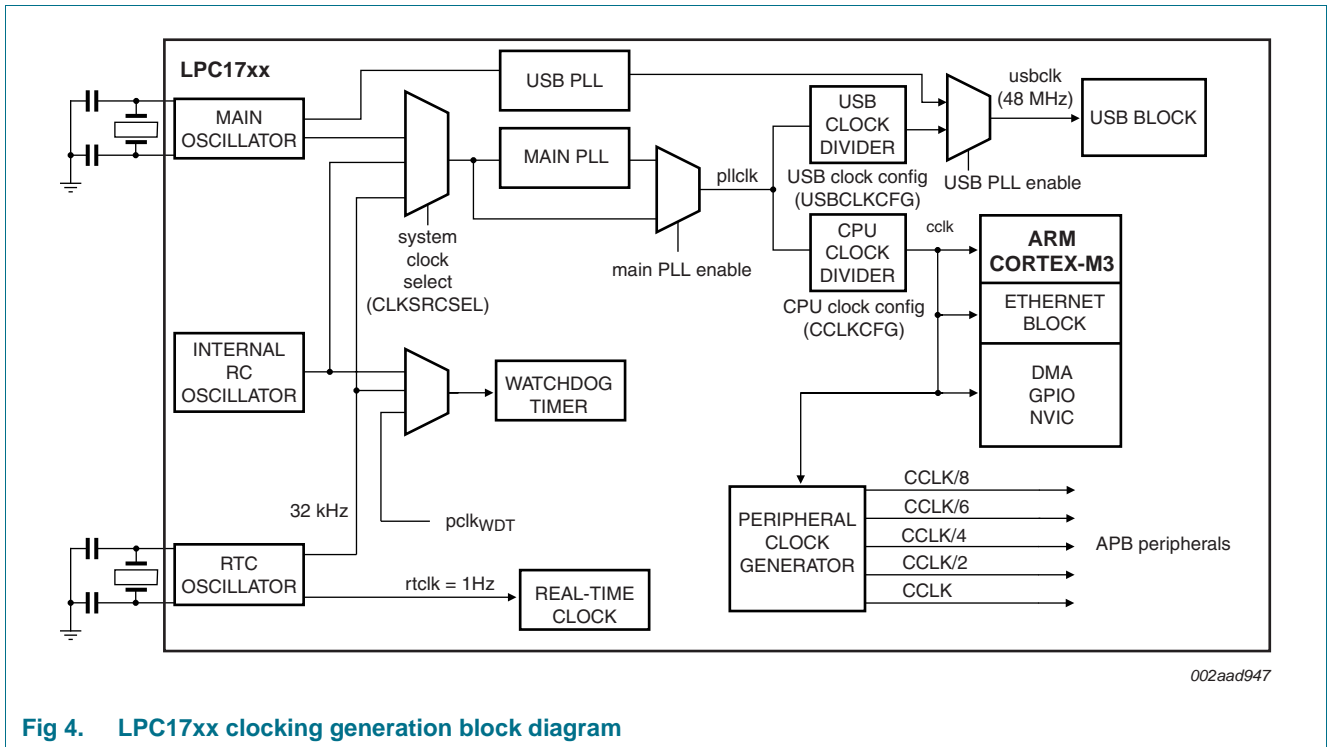 LPC17xx
MAIN
OSCILLATOR
USB PLL
MAIN PLL
system
clock
select
(CLKSRCSEL)
main PLL enable
pllclk
USB
CLOCK
DIVIDER
USB clock config
(USBCLKCFG)
USB PLL enable
usbclk
(48 MHz)
USB BLOCK
CPU
CLOCK
DIVIDER
CPU clock config
(CCLKCFG)
cclk
ARM
CORTEX-M3
ETHERNET
BLOCK
DMA
GPIO
NVIC
INTERNAL
RC
OSCILLATOR
WATCHDOG
TIMER
32 kHz
pclkWDT
RTC
OSCILLATOR
rtclk = 1Hz
REAL-TIME
CLOCK
PERIPHERAL
CLOCK
GENERATOR
CCLK/8
CCLK/6
CCLK/4
CCLK/2
CCLK
APB peripherals
002aad947
Fig 4. LPC17xx clocking generation block diagram